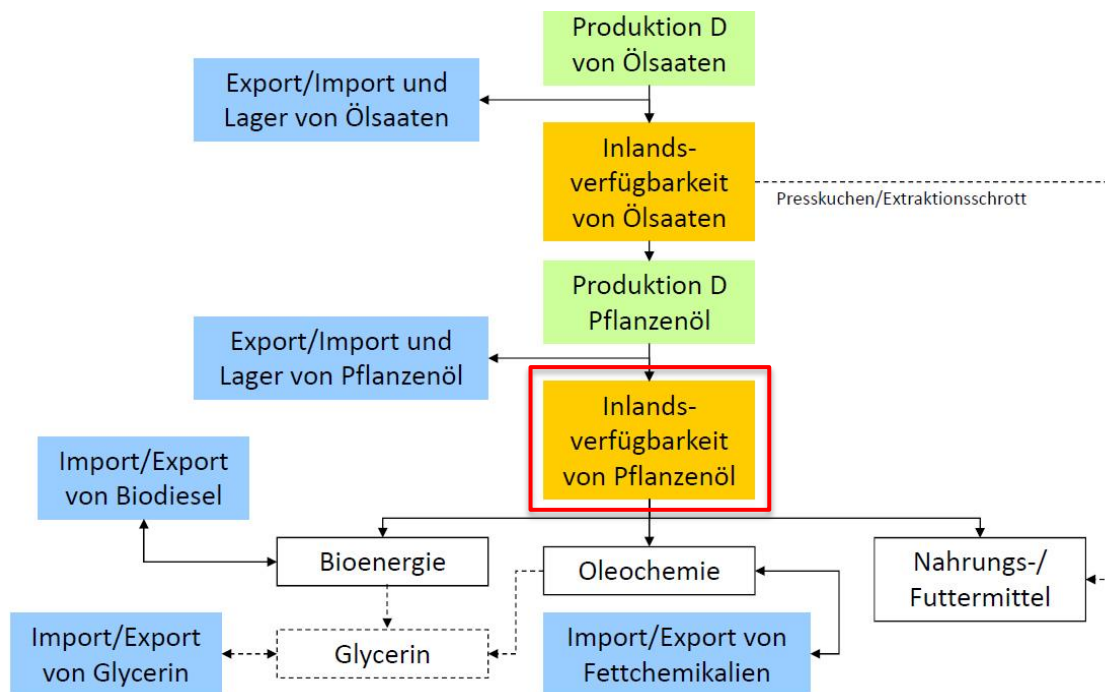 Produktion D
von Ölsaaten
Export/Import und
Lager von Ölsaaten
Inlands-
verfügbarkeit
von Ölsaaten
Presskuchen/Extraktionsschrott
Produktion D
Pflanzenöl
Export/Import und
Lager von Pflanzenöl
Inlands-
verfügbarkeit
von Pflanzenöl
Import/Export
von Biodiesel
Bioenergie
Oleochemie
Nahrungs-/
Futtermittel
Import/Export
von Glycerin
Glycerin
Import/Export von
Fettchemikalien